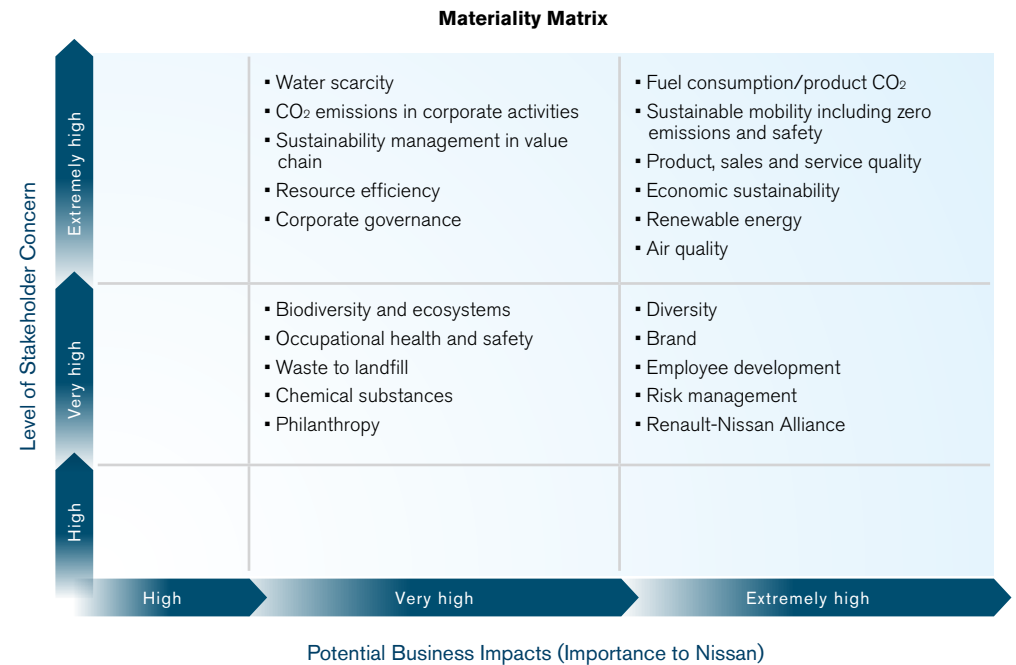 Materiality Matrix
Level of Stakeholder Concern
Extremely high
▪ Water scarcity
▪ CO₂ emissions in corporate activities
▪ Sustainability management in value
chain
▪ Resource efficiency
▪ Corporate governance
▪ Fuel consumption/product CO₂
▪ Sustainable mobility including zero
emissions and safety
▪ Product, sales and service quality
▪ Economic sustainability
▪ Renewable energy
▪ Air quality
Very high
▪ Biodiversity and ecosystems
▪ Occupational health and safety
▪ Waste to landfill
▪ Chemical substances
▪ Philanthropy
▪ Diversity
▪ Brand
▪ Employee development
▪ Risk management
▪ Renault-Nissan Alliance
High
High
Very high
Extremely high
Potential Business Impacts (Importance to Nissan)